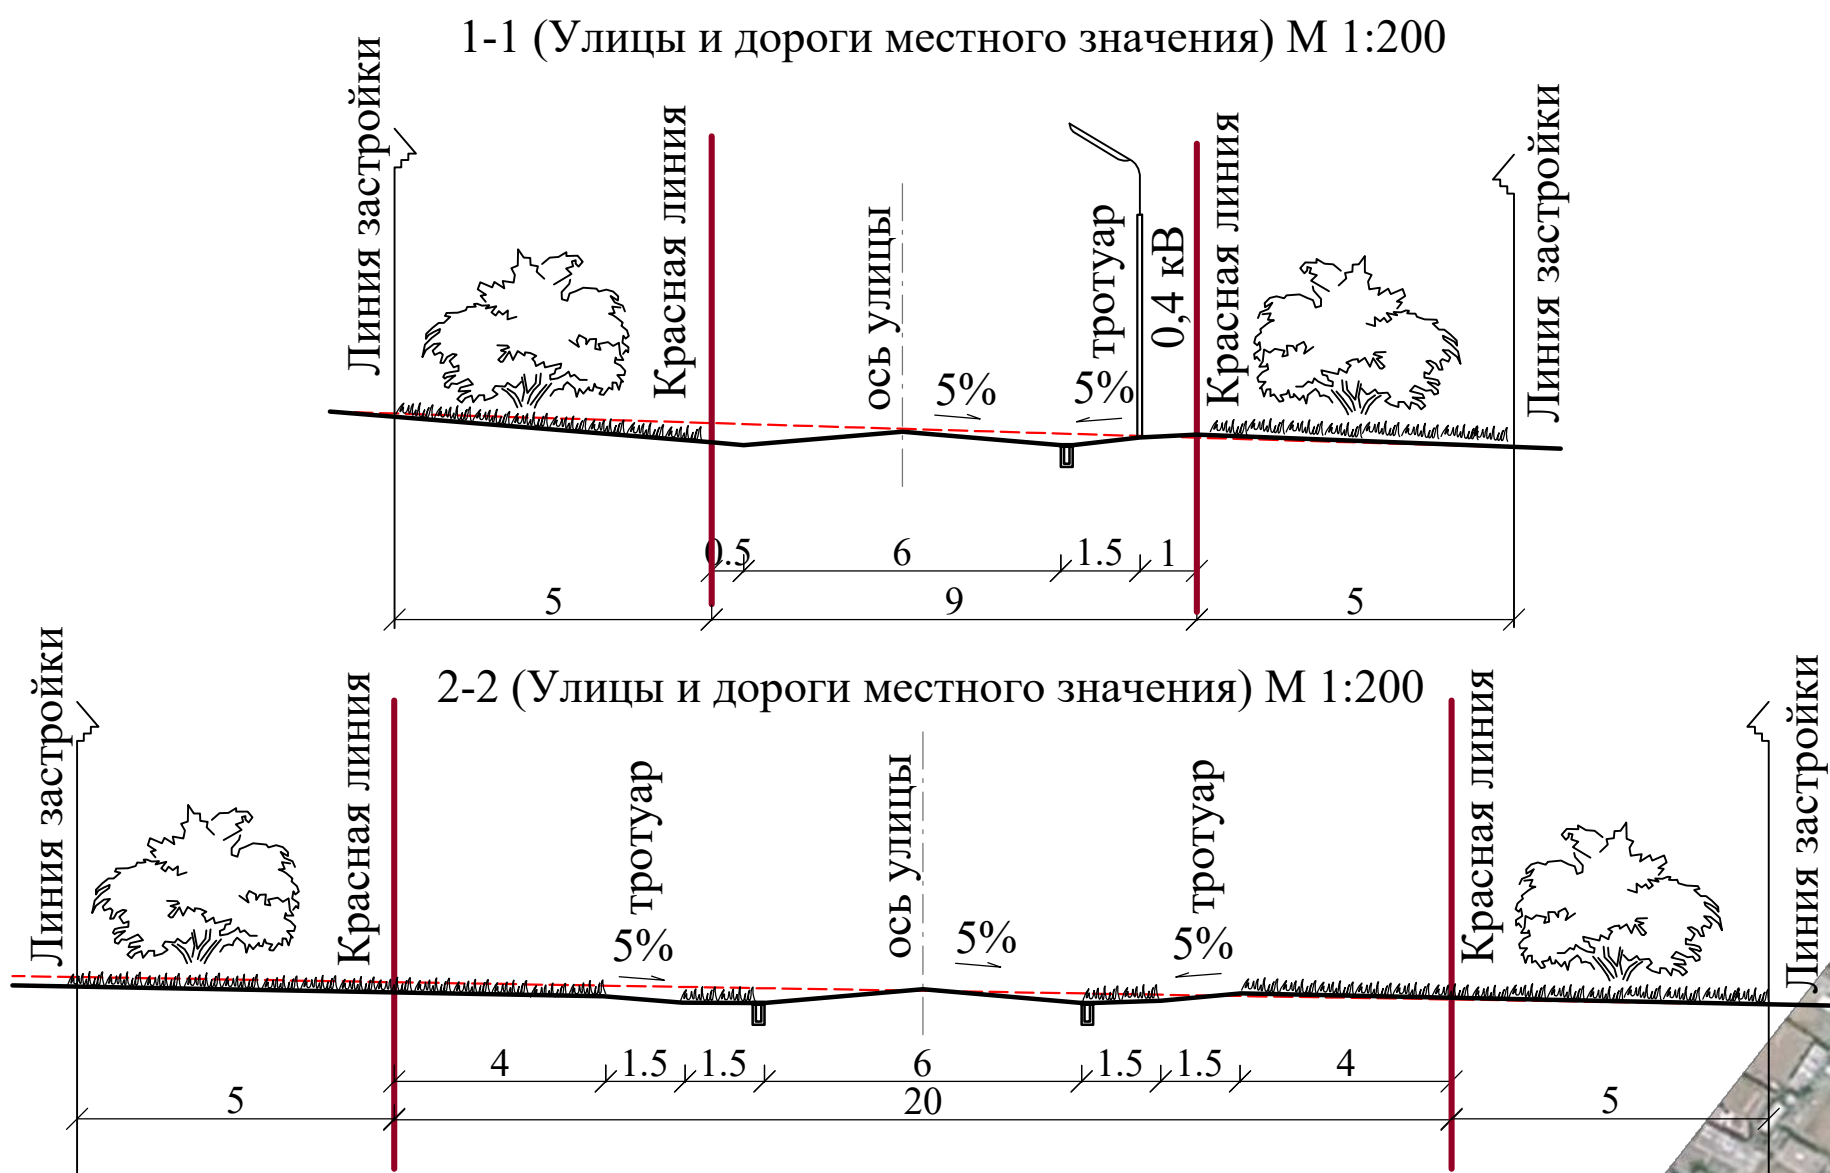 1-1 (Улицы и дороги местного значения) М 1:200
Линия застройки
Красная линия
ось улицы
тротуар
0,4 кВ
Красная линия
Линия застройки
5%
5%
0.5
6
1.5
1
5
9
5
2-2 (Улицы и дороги местного значения) М 1:200
Линия застройки
Красная линия
тротуар
ось улицы
тротуар
Красная линия
Линия застройки
5%
5%
5%
4
1.5
1.5
6
1.5
1.5
4
5
20
5